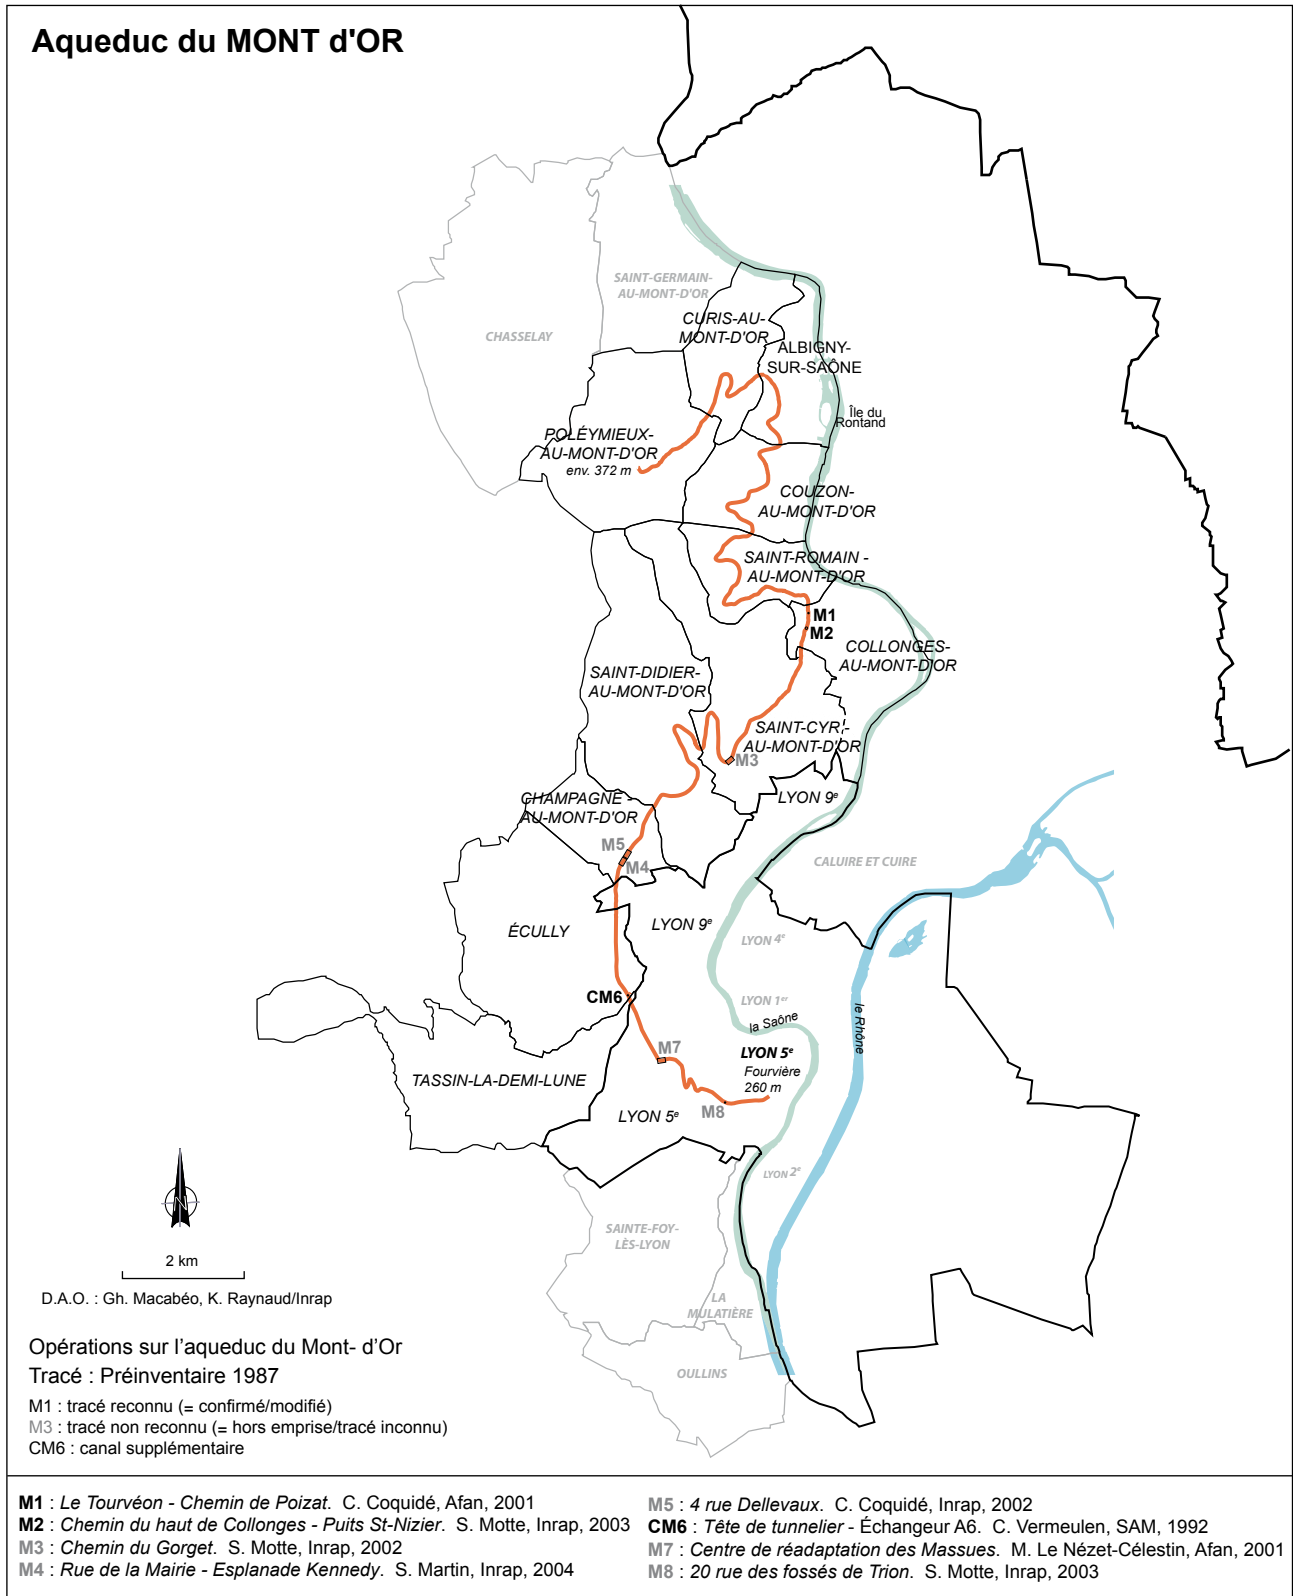 Aqueduc du MONT d'OR
SAINT-GERMAIN-
AU-MONT-D'OR
CHASSELAY
CURIS-AU-
MONT-D'OR
ALBIGNY-
SUR-SAÔNE
Île du
Rontand
POLÉYMIEUX-
AU-MONT-D'OR
env. 372 m
COUZON-
AU-MONT-D'OR
SAINT-ROMAIN -
AU-MONT-D'OR
M1
M2
COLLONGES-
AU-MONT-D'OR
SAINT-DIDIER-
AU-MONT-D'OR
SAINT-CYR-
AU-MONT-D'OR
M3
LYON 9e
CHAMPAGNE -
AU-MONT-D'OR
M5
M4
CALUIRE ET CUIRE
ÉCULLY
LYON 9e
LYON 4e
CM6
LYON 1er
la Saône
le Rhône
M7
LYON 5e
Fourvière
260 m
TASSIN-LA-DEMI-LUNE
M8
LYON 5e
LYON 2e
N
SAINTE-FOY-
LÈS-LYON
2 km
LA
MULATIÈRE
D.A.O. : Gh. Macabéo, K. Raynaud/Inrap
OULLINS
Opérations sur l'aqueduc du Mont- d'Or
Tracé : Préinventaire 1987
M1 : tracé reconnu (= confirmé/modifié)
M3 : tracé non reconnu (= hors emprise/tracé inconnu)
CM6 : canal supplémentaire
M1 : Le Tourvéon - Chemin de Poizat. C. Coquidé, Afan, 2001
M2 : Chemin du haut de Collonges - Puits St-Nizier. S. Motte, Inrap, 2003
M3 : Chemin du Gorget. S. Motte, Inrap, 2002
M4 : Rue de la Mairie - Esplanade Kennedy. S. Martin, Inrap, 2004
M5 : 4 rue Dellevaux. C. Coquidé, Inrap, 2002
CM6 : Tête de tunnelier - Échangeur A6. C. Vermeulen, SAM, 1992
M7 : Centre de réadaptation des Massues. M. Le Nézet-Célestin, Afan, 2001
M8 : 20 rue des fossés de Trion. S. Motte, Inrap, 2003